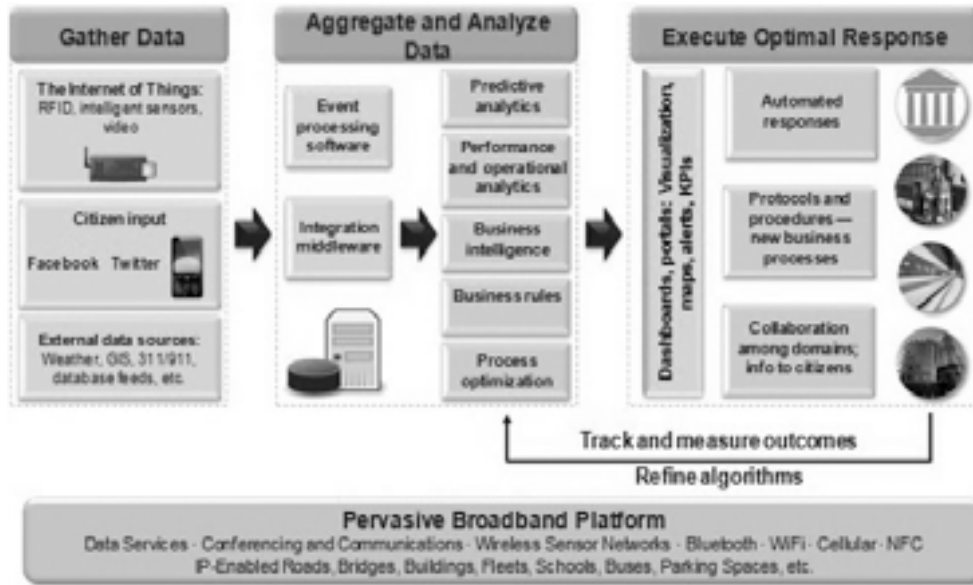 Gather Data
The Internet of Things:
RFID, intelligent sensors,
video
Citizen input
Facebook Twitter
External data sources:
Weather, GIS, 311/911,
database feeds, etc.
Aggregate and Analyze
Data
Event
processing
software
Integration
middleware
Predictive
analytics
Performance
and operational
analytics
Business
intelligence
Business rules
Process
optimization
Execute Optimal Response
Dashboards, portals: Visualization,
maps, alerts, KPIs
Automated
responses
Protocols and
procedures —
new business
processes
Collaboration
among domains;
info to citizens
Track and measure outcomes
Refine algorithms
Pervasive Broadband Platform
Data Services · Conferencing and Communications · Wireless Sensor Networks · Bluetooth · WiFi · Cellular · NFC
IP-Enabled Roads, Bridges, Buildings, Fleets, Schools, Buses, Parking Spaces, etc.